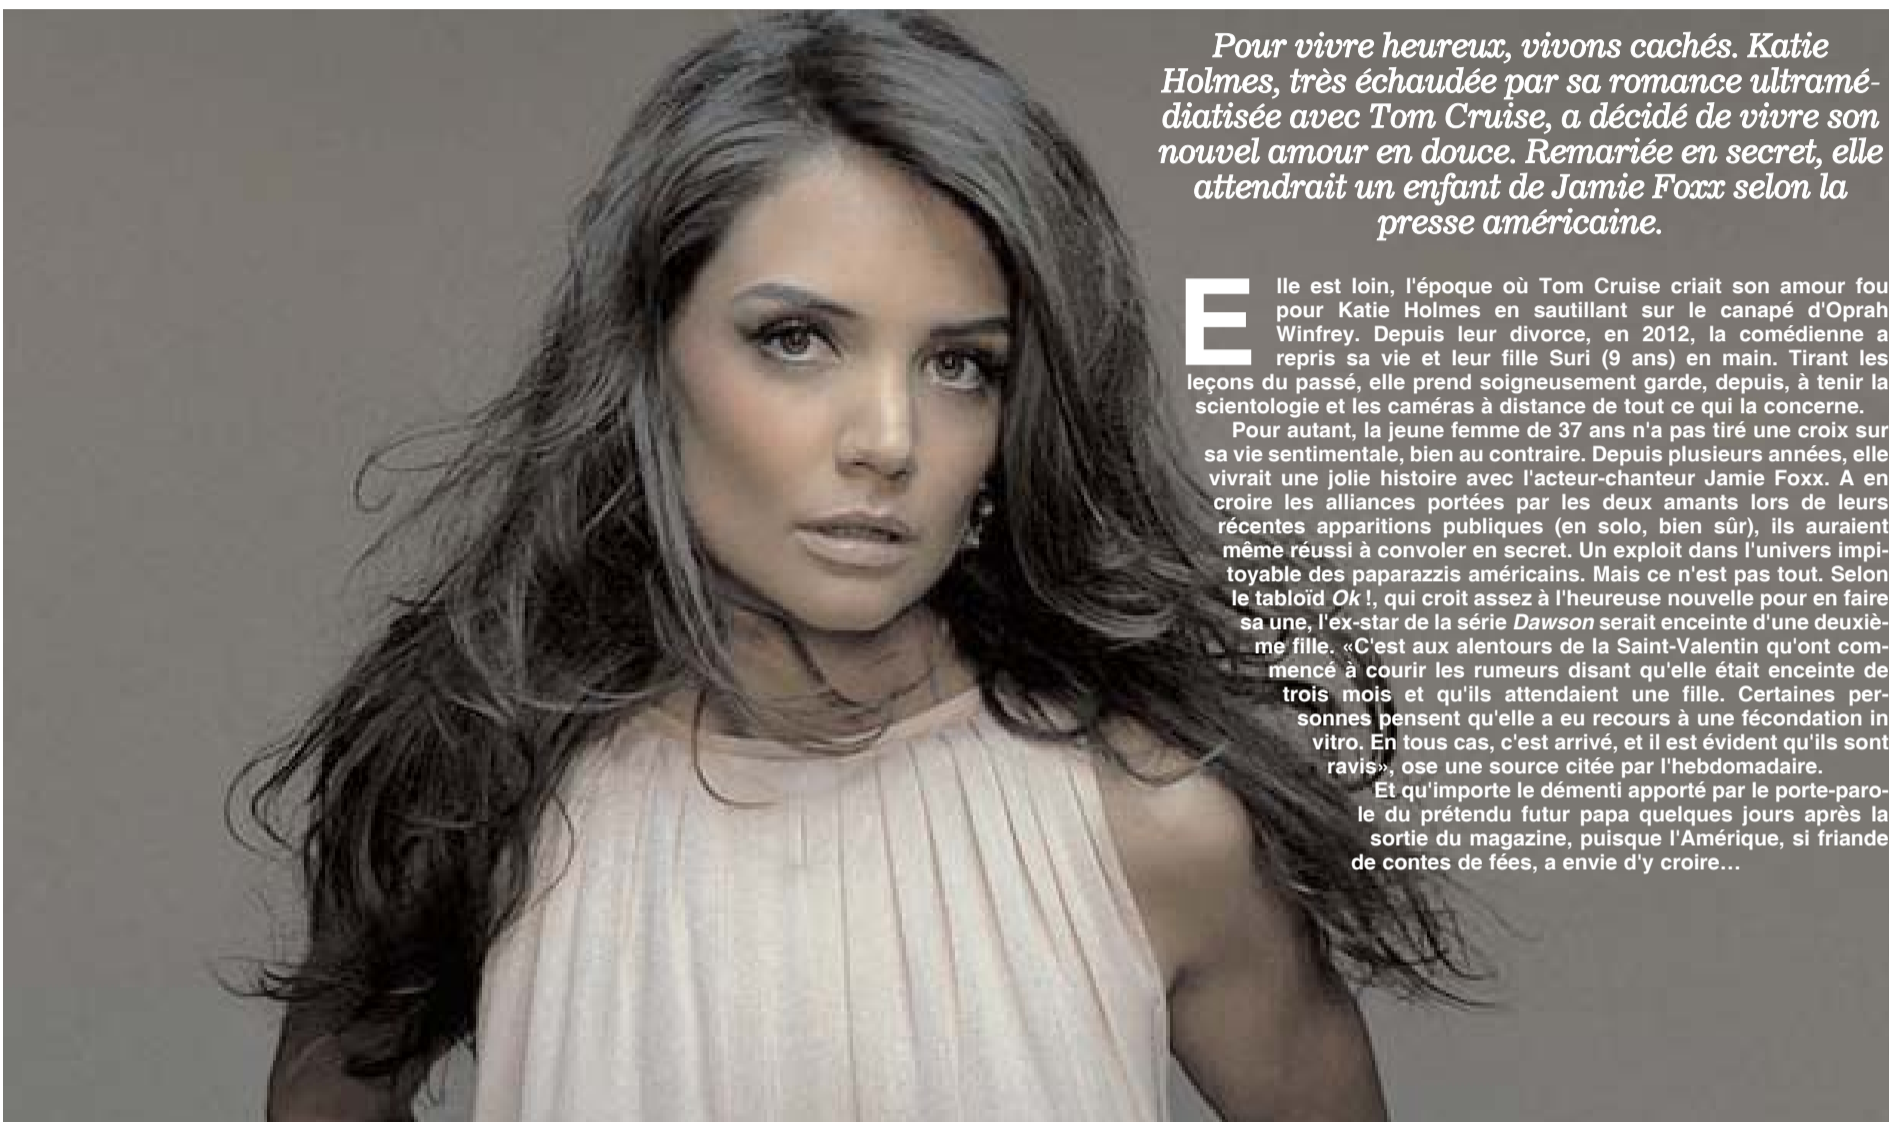 Pour vivre heureux, vivons cachés. Katie
Holmes, très échaudée par sa romance ultramé-
diatisée avec Tom Cruise, a décidé de vivre son
nouvel amour en douce. Remariée en secret, elle
attendrait un enfant de Jamie Foxx selon la
presse américaine.
Elle est loin, l'époque où Tom Cruise criait son amour fou
pour Katie Holmes en sautillant sur le canapé d'Oprah
Winfrey. Depuis leur divorce, en 2012, la comédienne a
repris sa vie et leur fille Suri (9 ans) en main. Tirant les
leçons du passé, elle prend soigneusement garde, depuis, à tenir la
scientologie et les caméras à distance de tout ce qui la concerne.
Pour autant, la jeune femme de 37 ans n'a pas tiré une croix sur
sa vie sentimentale, bien au contraire. Depuis plusieurs années, elle
vivrait une jolie histoire avec l'acteur-chanteur Jamie Foxx. A en
croire les alliances portées par les deux amants lors de leurs
récentes apparitions publiques (en solo, bien sûr), ils auraient
même réussi à convoler en secret. Un exploit dans l'univers impi-
toyable des paparazzis américains. Mais ce n'est pas tout. Selon
le tabloïd Ok !, qui croit assez à l'heureuse nouvelle pour en faire
sa une, l'ex-star de la série Dawson serait enceinte d'une deuxiè-
me fille. «C'est aux alentours de la Saint-Valentin qu'ont com-
mencé à courir les rumeurs disant qu'elle était enceinte de
trois mois et qu'ils attendaient une fille. Certaines per-
sonnes pensent qu'elle a eu recours à une fécondation in
vitro. En tous cas, c'est arrivé, et il est évident qu'ils sont
ravis», ose une source citée par l'hebdomadaire.
Et qu'importe le démenti apporté par le porte-paro-
le du prétendu futur papa quelques jours après la
sortie du magazine, puisque l'Amérique, si friande
de contes de fées, a envie d'y croire…